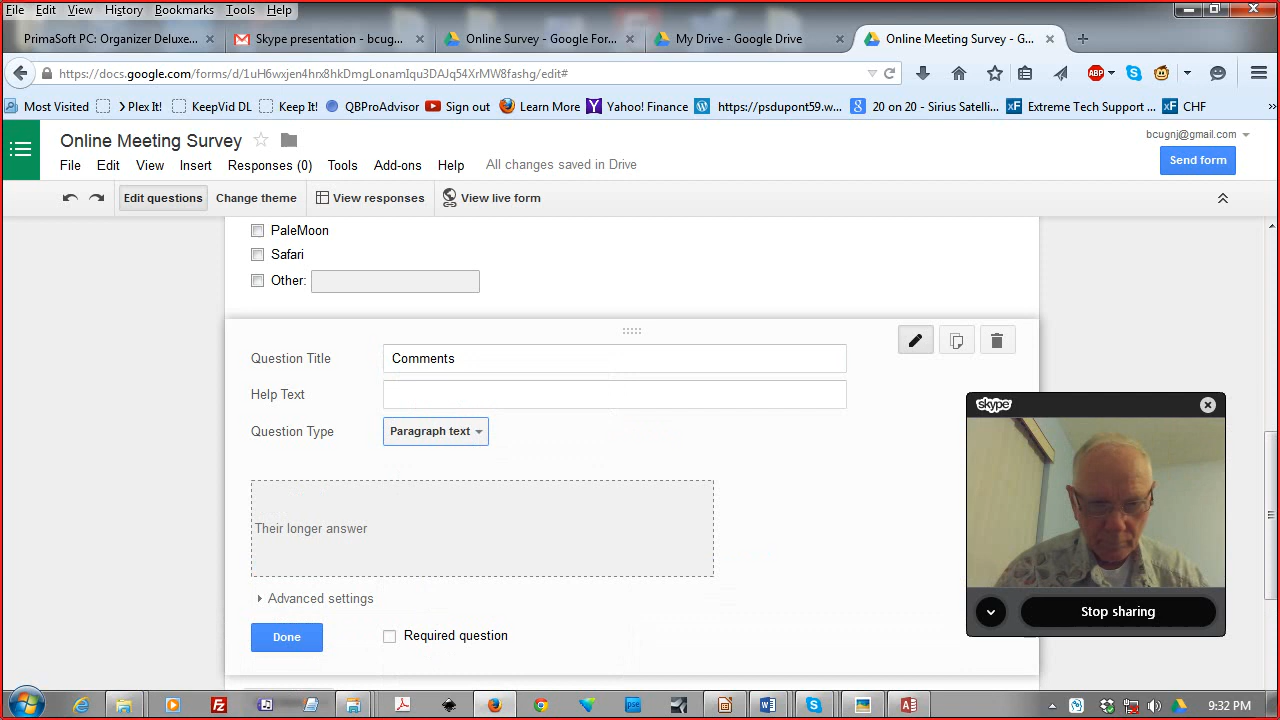 File Edit View History Bookmarks Tools Help
PrimaSoft PC: Organizer Deluxe... Skype presentation - bcug... Online Survey - Google For... My Drive - Google Drive Online Meeting Survey - G...
https://docs.google.com/forms/d/1uH6wxjen4hrx8hkDmgLonamIqu3DAJq54XrMW8fashg/edit#
ABP
Most Visited Plex It! KeepVid DL Keep It! QBProAdvisor Sign out Learn More Yahoo! Finance https://psdupont59.w... 20 on 20 - Sirius Satelli... Extreme Tech Support ... CHF
Online Meeting Survey
bcugnj@gmail.com
File Edit View Insert Responses (0) Tools Add-ons Help All changes saved in Drive
Send form
Edit questions Change theme View responses View live form
PaleMoon
Safari
Other:
Question Title Comments
Help Text
Question Type Paragraph text
Their longer answer
Advanced settings
Done Required question
skype
Stop sharing
9:32 PM